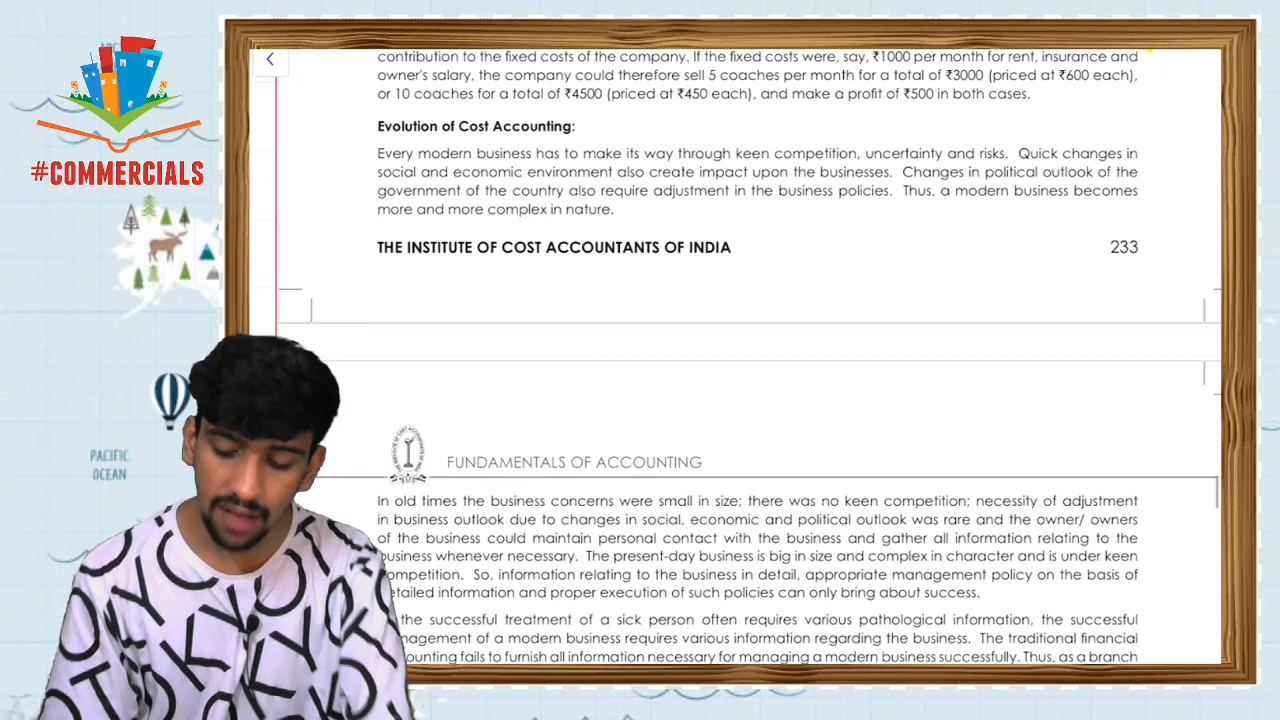 contribution to the fixed costs of the company. If the fixed costs were, say, ₹1000 per month for rent, insurance and
owner's salary, the company could therefore sell 5 coaches per month for a total of ₹3000 (priced at ₹600 each),
or 10 coaches for a total of ₹4500 (priced at ₹450 each), and make a profit of ₹500 in both cases.
Evolution of Cost Accounting:
Every modern business has to make its way through keen competition, uncertainty and risks. Quick changes in
social and economic environment also create impact upon the businesses. Changes in political outlook of the
government of the country also require adjustment in the business policies. Thus, a modern business becomes
more and more complex in nature.
THE INSTITUTE OF COST ACCOUNTANTS OF INDIA 233
FUNDAMENTALS OF ACCOUNTING
In old times the business concerns were small in size; there was no keen competition; necessity of adjustment
in business outlook due to changes in social, economic and political outlook was rare and the owner/ owners
of the business could maintain personal contact with the business and gather all information relating to the
business whenever necessary. The present-day business is big in size and complex in character and is under keen
competition. So, information relating to the business in detail, appropriate management policy on the basis of
detailed information and proper execution of such policies can only bring about success.
the successful treatment of a sick person often requires various pathological information, the successful
management of a modern business requires various information regarding the business. The traditional financial
accounting fails to furnish all information necessary for managing a modern business successfully. Thus, as a branch
#COMMERCIALS
PACIFIC
OCEAN
TOKYO